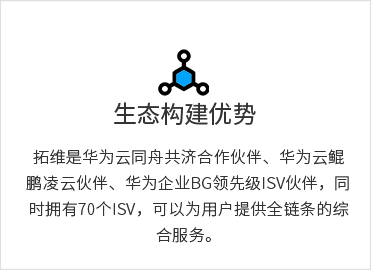 生态构建优势
拓维是华为云同舟共济合作伙伴、华为云鲲
鹏凌云伙伴、华为企业BG领先级ISV伙伴，同
时拥有70个ISV，可以为用户提供全链条的综
合服务。